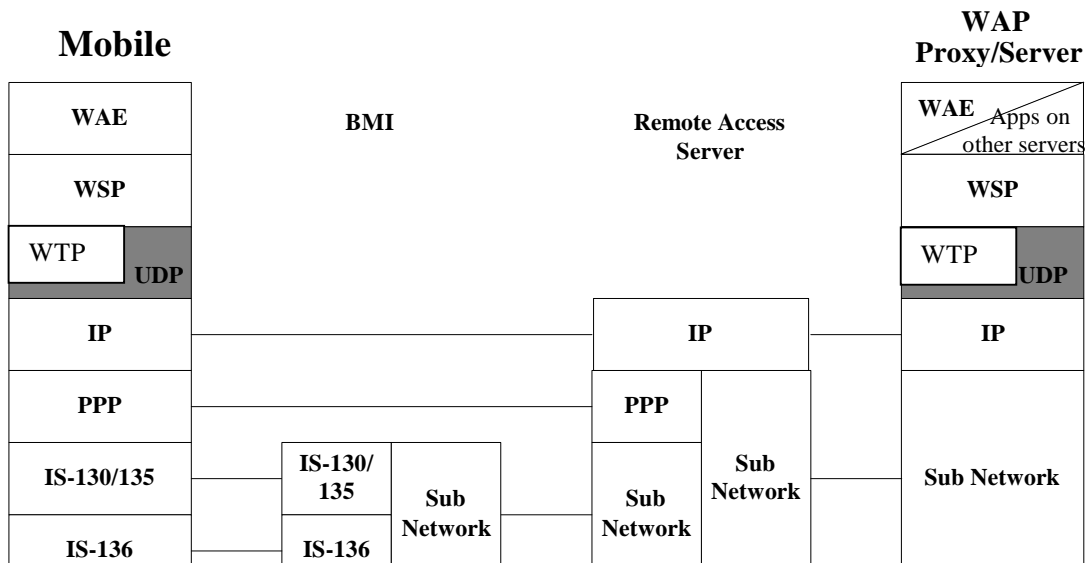 Mobile
WAP
Proxy/Server
WAE
BMI
Remote Access
Server
WAE
Apps on
other servers
WSP
WSP
WTP
UDP
WTP
UDP
IP
IP
IP
PPP
PPP
IS-130/135
IS-130/
135
Sub
Network
Sub
Network
Sub
Network
Sub Network
IS-136
IS-136